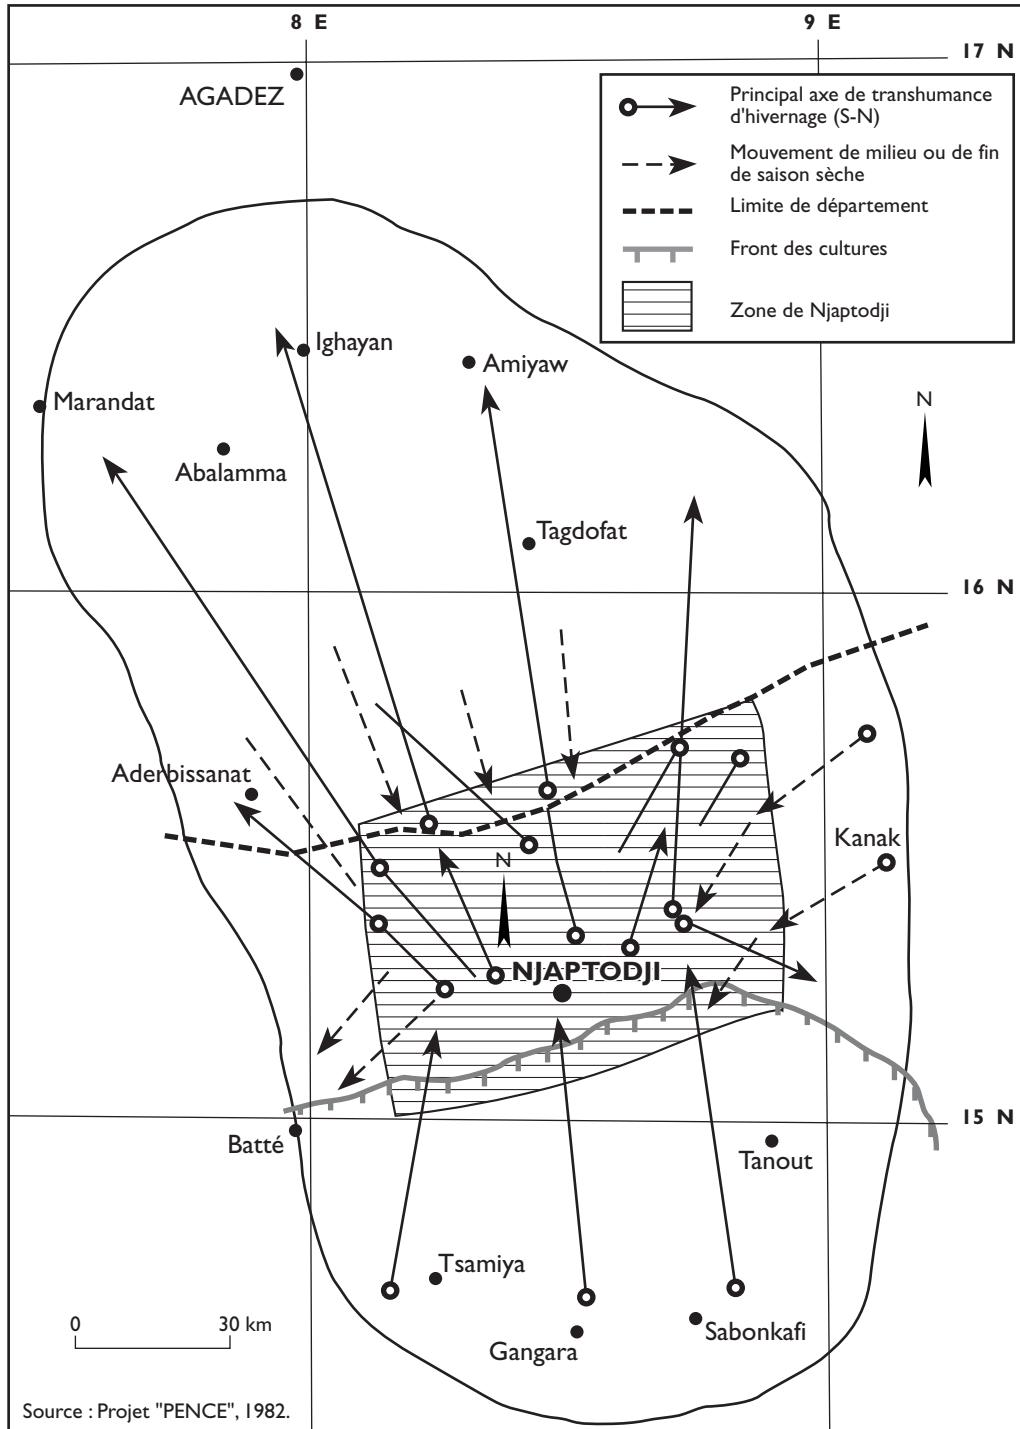 8 E
9 E
17 N
AGADEZ
Principal axe de transhumance
d'hivernage (S-N)
Mouvement de milieu ou de fin
de saison sèche
Limite de département
Front des cultures
Zone de Njaptodji
Ighayan
Amiyaw
Marandat
N
Abalamma
Tagdofat
16 N
Aderbissanat
Kanak
N
NJAPTODJI
15 N
Batté
Tanout
Tsamiya
0 30 km
Sabonkafi
Gangara
Source : Projet "PENCE", 1982.